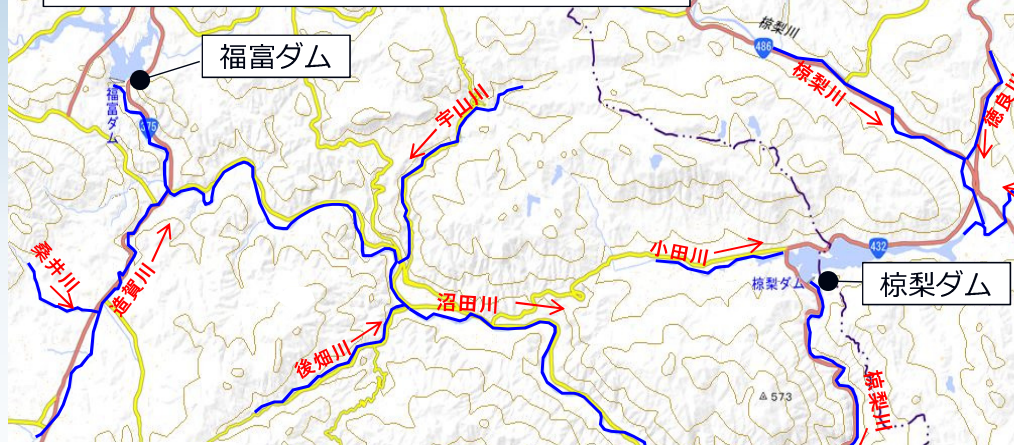 福富ダム
福富ダム
375
椋梨川
486
椋梨川
徳良川
宇山川
桑井川
造賀川
小田川
432
椋梨ダム
椋梨ダム
沼田川
後畑川
椋梨川
573